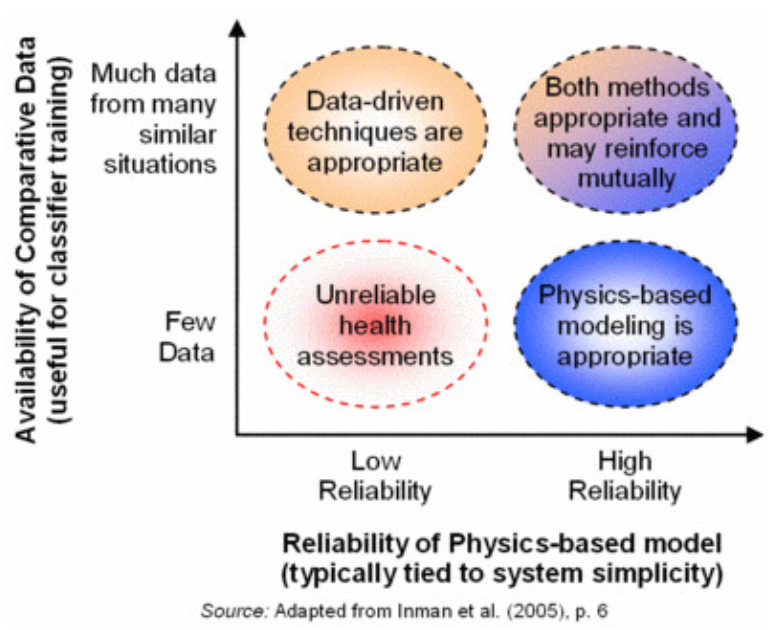 Availability of Comparative Data
(useful for classifier training)
Much data
from many
similar
situations
Data-driven
techniques are
appropriate
Both methods
appropriate and
may reinforce
mutually
Few
Data
Unreliable
health
assessments
Physics-based
modeling is
appropriate
Low
Reliability
High
Reliability
Reliability of Physics-based model
(typically tied to system simplicity)
Source: Adapted from Inman et al. (2005), p. 6